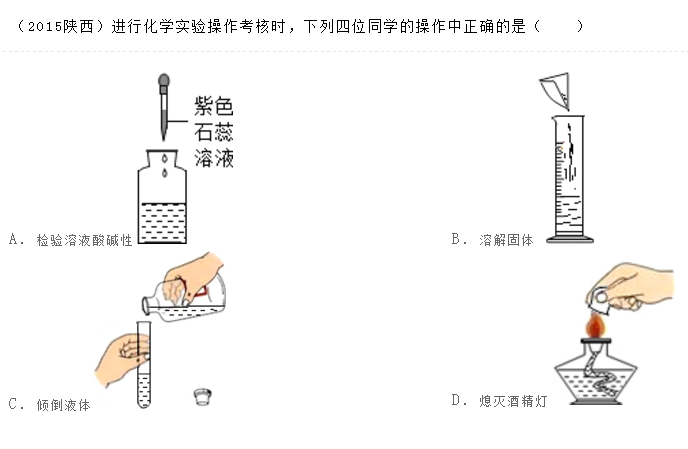 （2015陕西）进行化学实验操作考核时，下列四位同学的操作中正确的是（　　）
紫色
石蕊
溶液
A. 检验溶液酸碱性
B. 溶解固体
C. 倾倒液体
D. 熄灭酒精灯